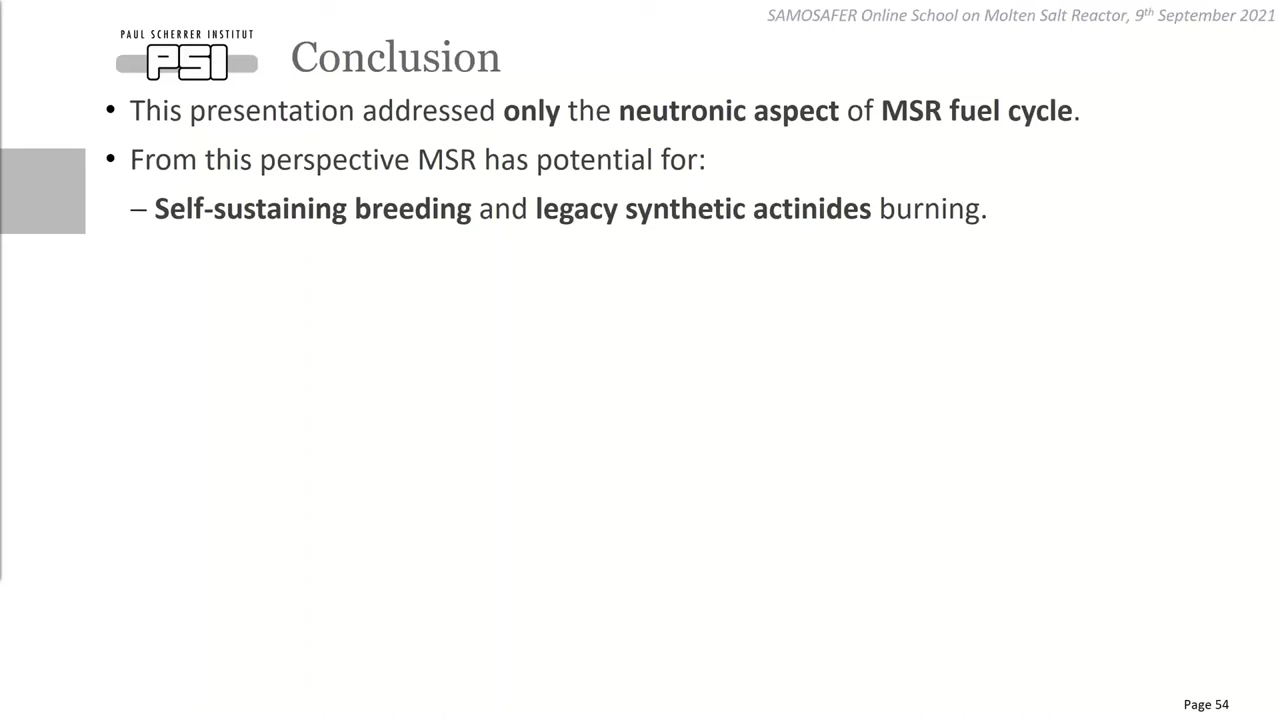 SAMOSAFER Online School on Molten Salt Reactor, 9th September 2021
PAUL SCHERRER INSTITUT
PSI
Conclusion
• This presentation addressed only the neutronic aspect of MSR fuel cycle.
• From this perspective MSR has potential for:
– Self-sustaining breeding and legacy synthetic actinides burning.
Page 54